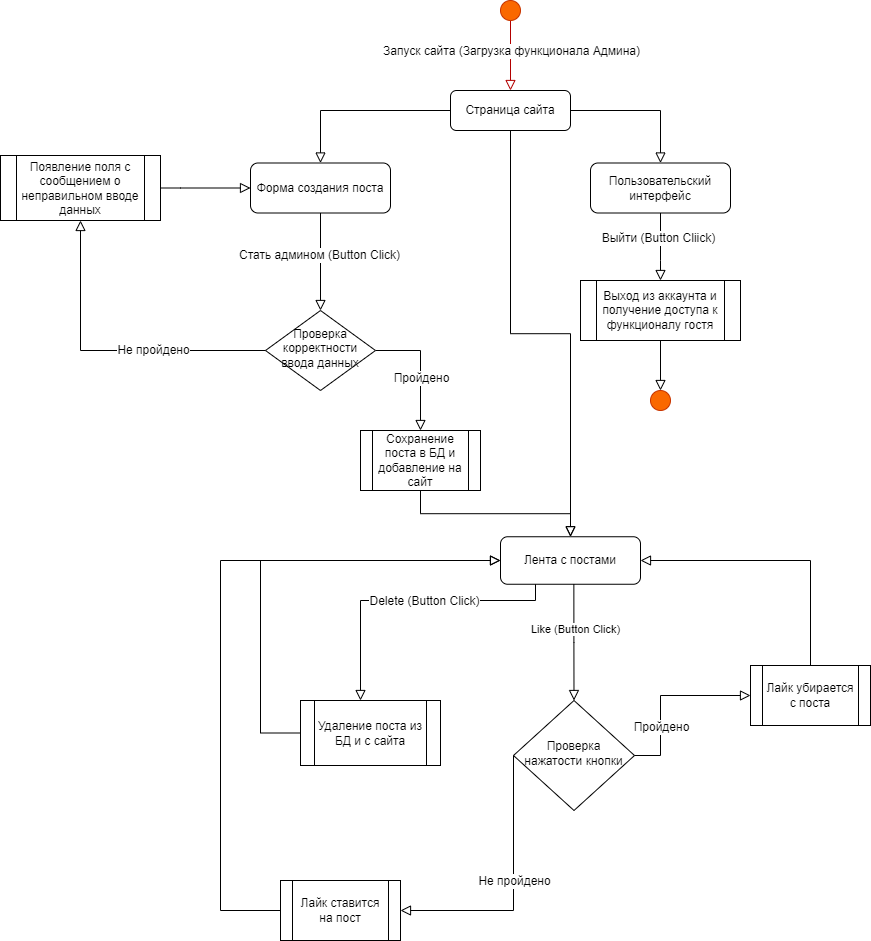 Запуск сайта (Загрузка функционала Админа)
Страница сайта
Появление поля с
сообщением о
неправильном вводе
данных
Форма создания поста
Пользовательский
интерфейс
Стать админом (Button Click)
Выйти (Button Cliick)
Выход из аккаунта и
получение доступа к
функционалу гостя
Проверка
корректности
ввода данных
Не пройдено
Пройдено
Сохранение
поста в БД и
добавление на
сайт
Лента с постами
Delete (Button Click)
Like (Button Click)
Удаление поста из
БД и с сайта
Проверка
нажатости кнопки
Пройдено
Лайк убирается
с поста
Не пройдено
Лайк ставится
на пост